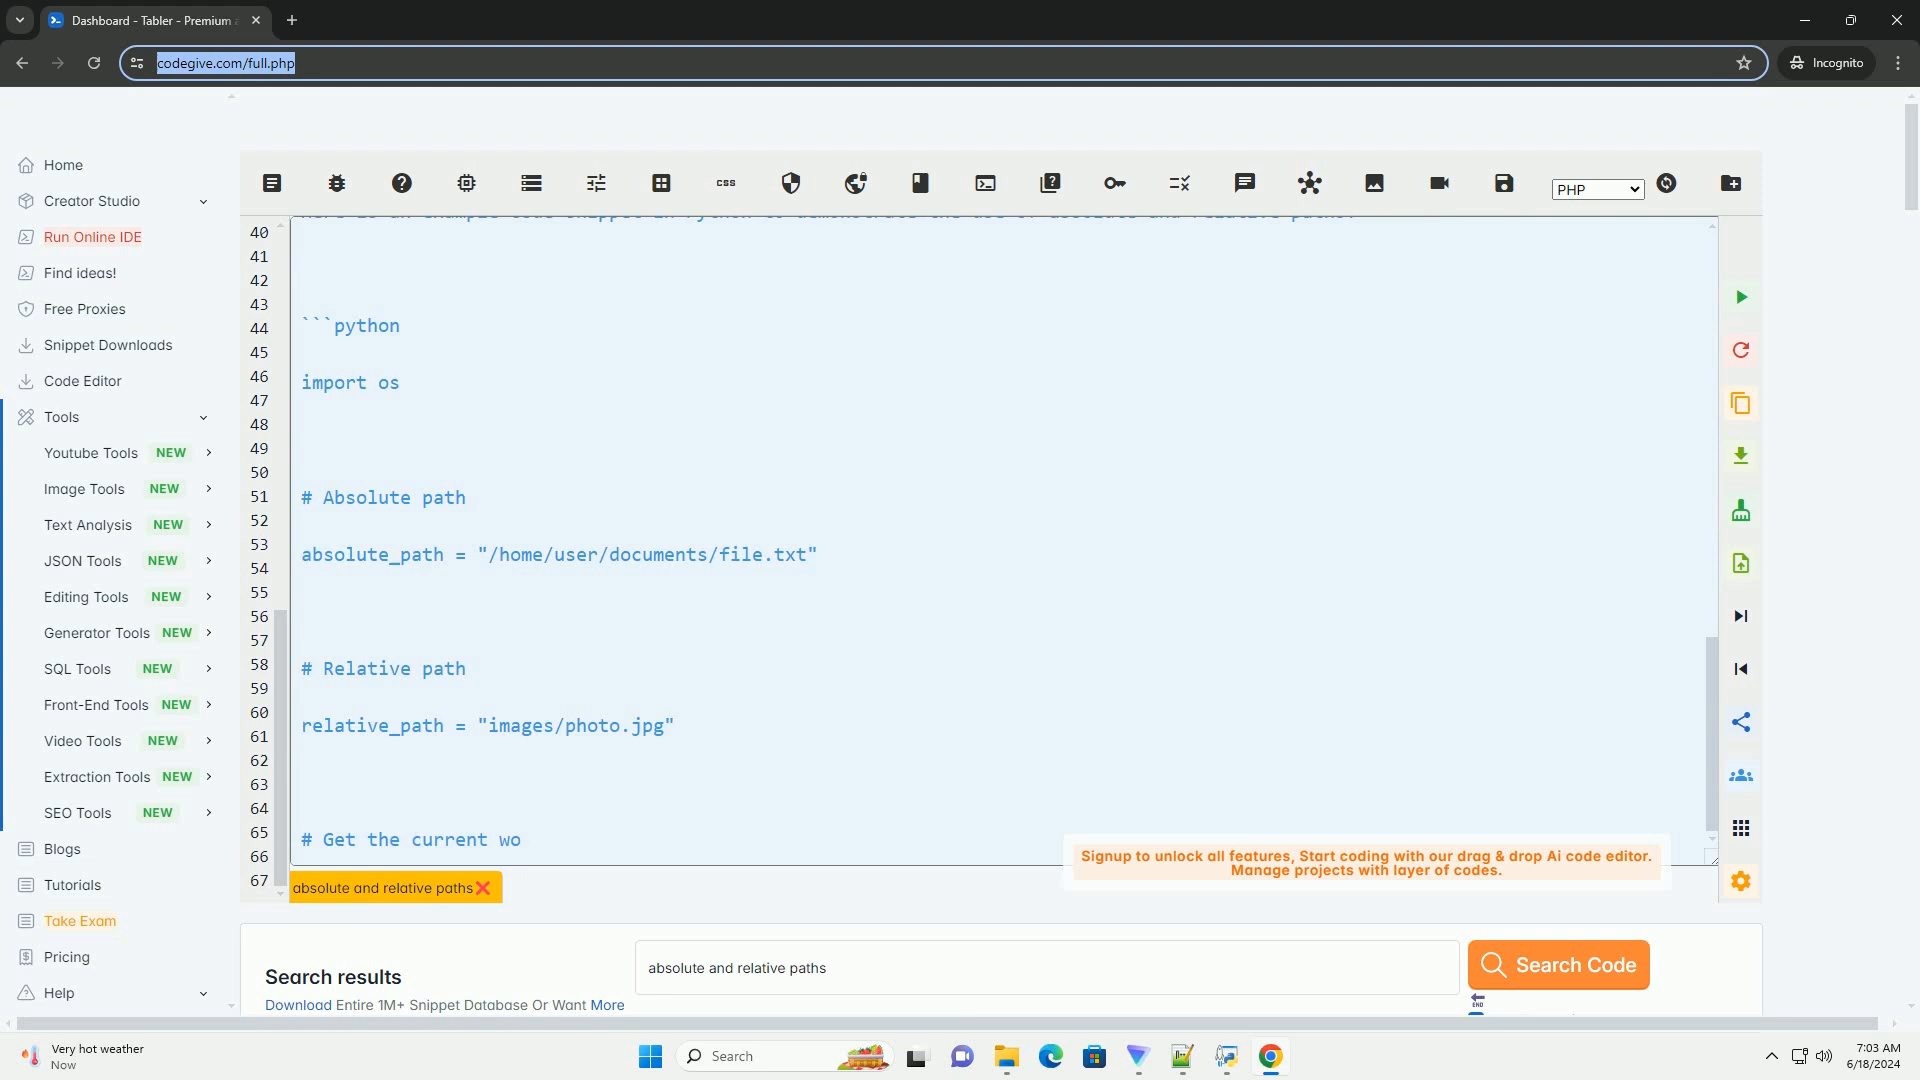 Dashboard - Tabler - Premium
codegive.com/full.php
Incognito
Home
Creator Studio
Run Online IDE
Find ideas!
Free Proxies
Snippet Downloads
Code Editor
Tools
Youtube Tools NEW
Image Tools NEW
Text Analysis NEW
JSON Tools NEW
Editing Tools NEW
Generator Tools NEW
SQL Tools NEW
Front-End Tools NEW
Video Tools NEW
Extraction Tools NEW
SEO Tools NEW
Blogs
Tutorials
Take Exam
Pricing
Help
css
PHP
40
41
42
43
44
45
46
47
48
49
50
51
52
53
54
55
56
57
58
59
60
61
62
63
64
65
66
67
```python
import os
# Absolute path
absolute_path = "/home/user/documents/file.txt"
# Relative path
relative_path = "images/photo.jpg"
# Get the current wo
Signup to unlock all features, Start coding with our drag & drop Ai code editor.
Manage projects with layer of codes.
absolute and relative paths
Search results
Download Entire 1M+ Snippet Database Or Want More
absolute and relative paths
Search Code
END
Very hot weather
Now
Search
7:03 AM
6/18/2024